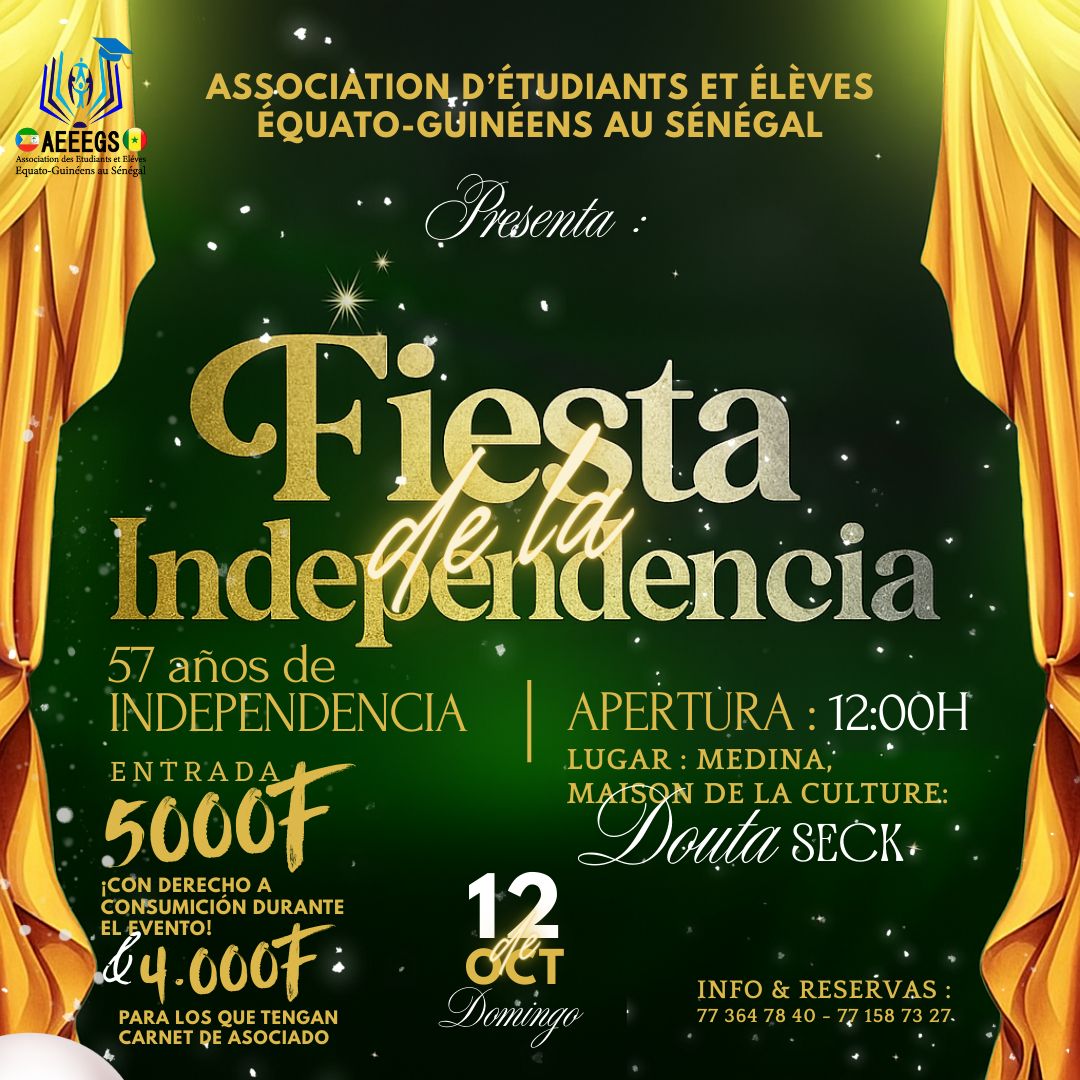 AEEEGS
Association des Etudiants et Elèves
Equato-Guinéens au Sénégal
ASSOCIATION D'ÉTUDIANTS ET ÉLÈVES
ÉQUATO-GUINÉENS AU SÉNÉGAL
Presenta :
Fiesta
de la
Independencia
57 años de
INDEPENDENCIA
ENTRADA
5000F
¡CON DERECHO A
CONSUMICIÓN DURANTE
EL EVENTO!
& 4.000F
PARA LOS QUE TENGAN
CARNET DE ASOCIADO
APERTURA : 12:00H
LUGAR : MEDINA,
MAISON DE LA CULTURE:
Douta SECK
12
de
OCT
Domingo
INFO & RESERVAS :
77 364 78 40 - 77 158 73 27